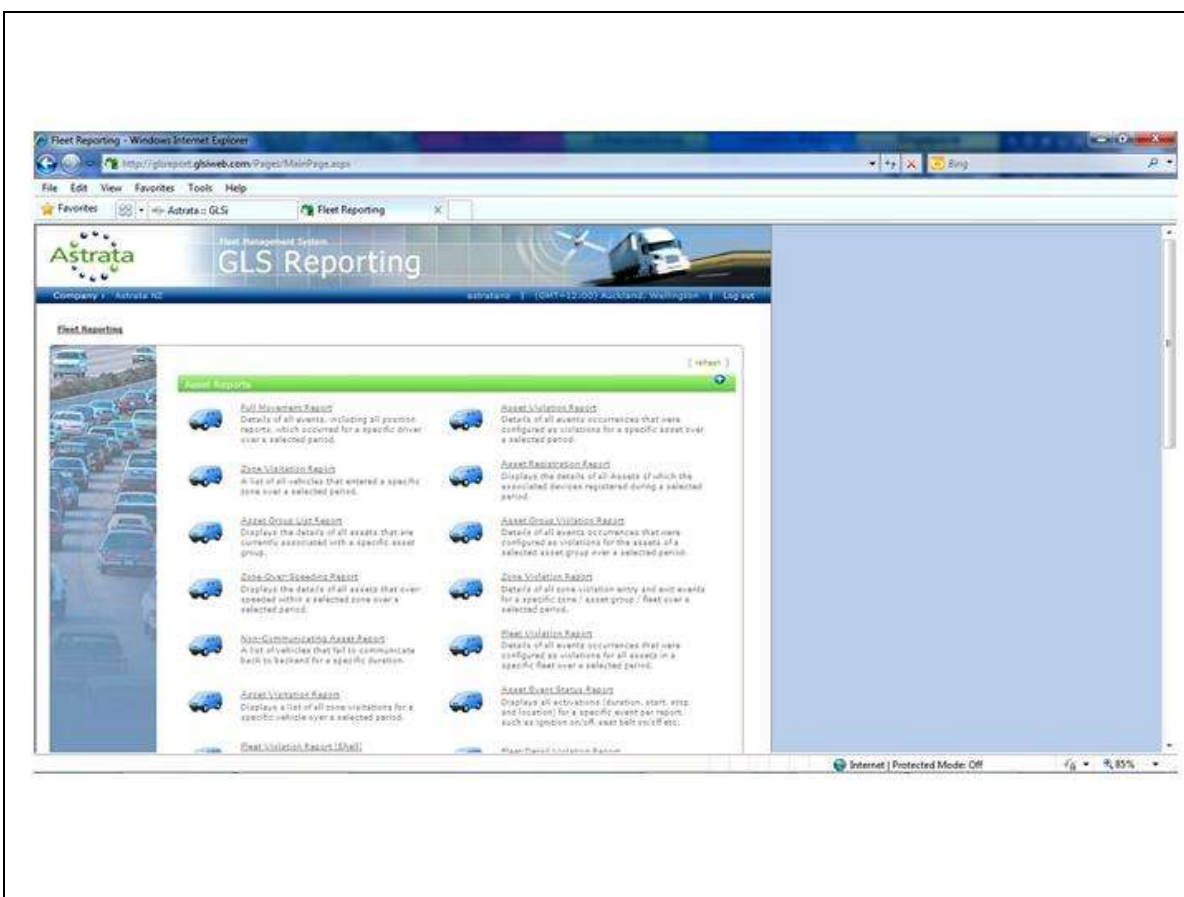 Fleet Reporting - Windows Internet Explorer
http://glsreport.glsiweb.com/Pages/MainPage.aspx
Bing
File Edit View Favorites Tools Help
Favorites
Astrata :: GLSi
Fleet Reporting
Astrata
Fleet Management System
GLS Reporting
Company : Astrata NZ
astratanz | (GMT+12:00) Auckland, Wellington | Log out
Fleet Reporting
[ refresh ]
Asset Reports
Full Movement Report
Details of all events, including all position
reports, which occurred for a specific driver
over a selected period.
Asset Violation Report
Details of all events occurrences that were
configured as violations for a specific asset over
a selected period.
Zone Visitation Report
A list of all vehicles that entered a specific
zone over a selected period.
Asset Registration Report
Displays the details of all Assets of which the
associated devices registered during a selected
period.
Asset Group List Report
Displays the details of all assets that are
currently associated with a specific asset
group.
Asset Group Violation Report
Details of all events occurrences that were
configured as violations for the assets of a
selected asset group over a selected period.
Zone Over Speeding Report
Displays the details of all assets that over
speeded within a selected zone over a
selected period.
Zone Violation Report
Details of all zone violation entry and exit events
for a specific zone / asset group / fleet over a
selected period.
Non-Communicating Asset Report
A list of vehicles that fail to communicate
back to backend for a specific duration.
Fleet Violation Report
Details of all events occurrences that were
configured as violations for all assets in a
specific fleet over a selected period.
Asset Visitation Report
Displays a list of all zone visitations for a
specific vehicle over a selected period.
Asset Event Status Report
Displays all activations (duration, start, stop
and location) for a specific event per report,
such as ignition on/off, seat belt on/off etc.
Fleet Violation Report (Shell)
Fleet Detail Violation Report
Internet | Protected Mode: Off
85%